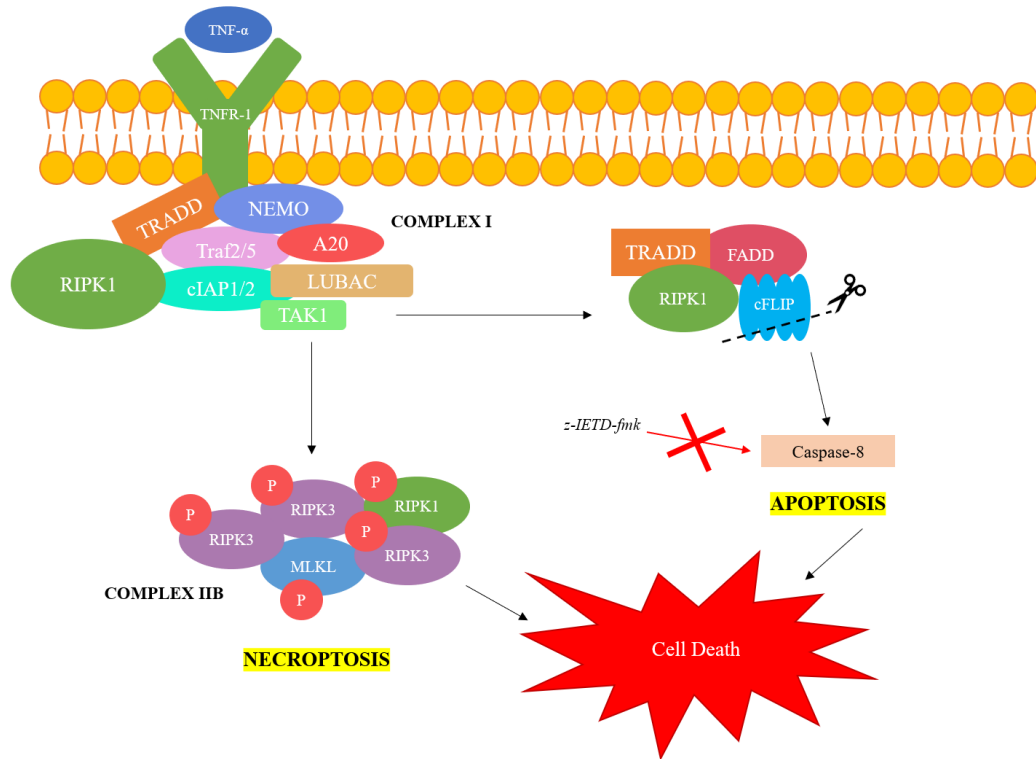 TNF-α
TNFR-1
TRADD
NEMO
COMPLEX I
Traf2/5
A20
RIPK1
cIAP1/2
LUBAC
TAK1
TRADD
FADD
RIPK1
cFLIP
z-IETD-fmk
Caspase-8
APOPTOSIS
P
P
P
P
P
RIPK3
RIPK1
RIPK3
RIPK3
MLKL
COMPLEX IIB
NECROPTOSIS
Cell Death